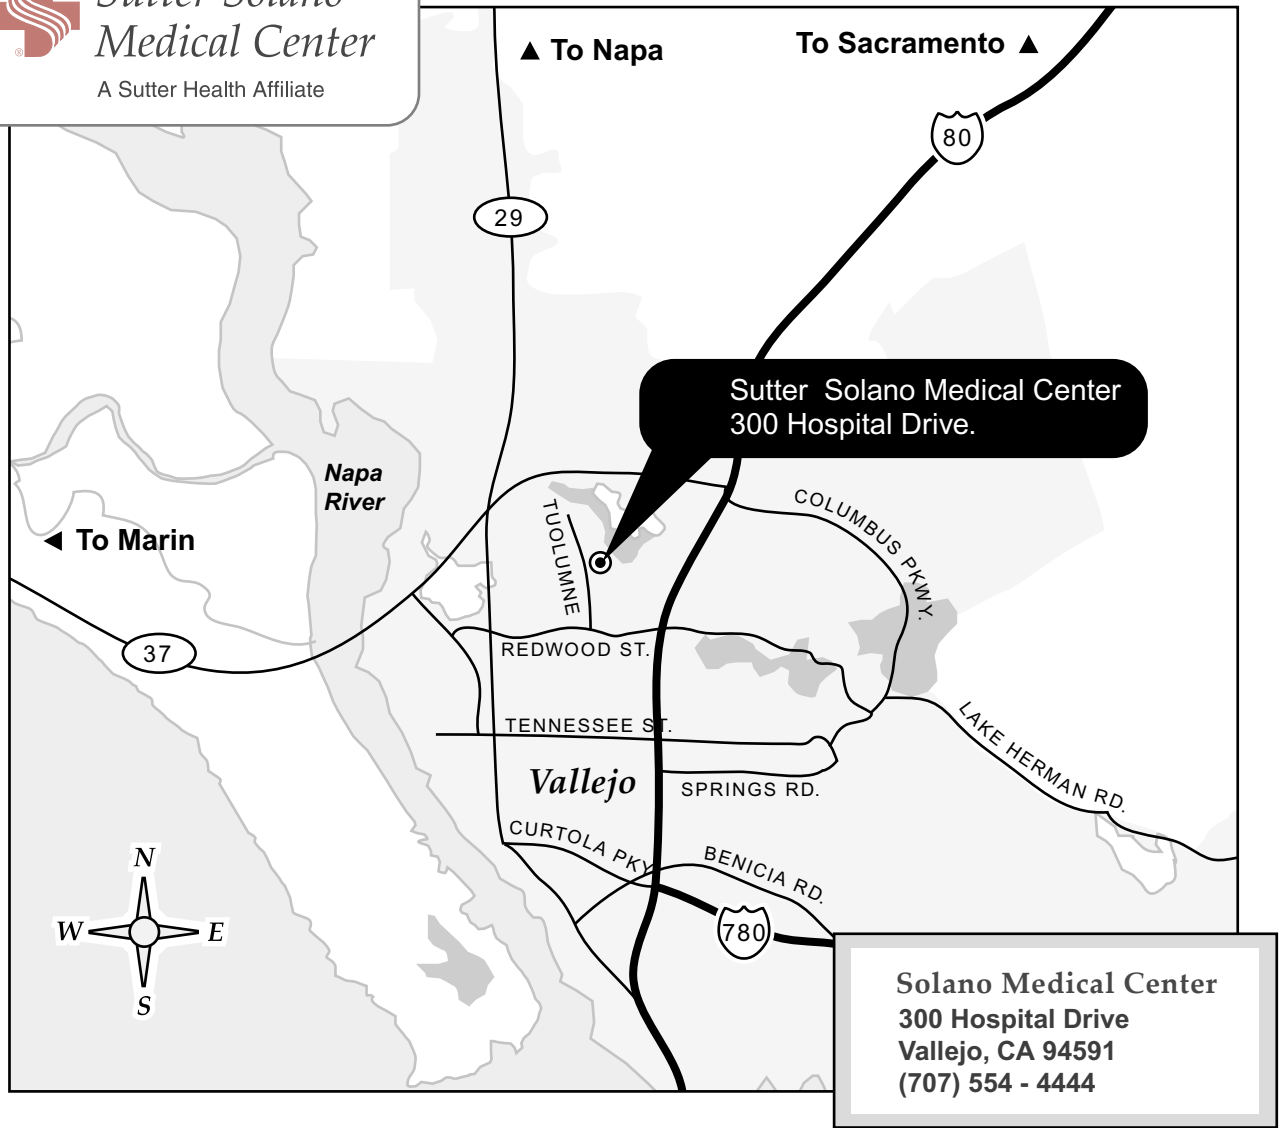 Sutter Solano
Medical Center
®
A Sutter Health Affiliate
▲ To Napa
To Sacramento ▲
80
29
Sutter Solano Medical Center
300 Hospital Drive.
Napa
River
◄ To Marin
COLUMBUS PKWY.
TUOLUMNE
37
REDWOOD ST.
TENNESSEE ST.
LAKE HERMAN RD.
Vallejo
SPRINGS RD.
CURTOLA PKY
BENICIA RD.
N
W
E
S
780
Solano Medical Center
300 Hospital Drive
Vallejo, CA 94591
(707) 554 - 4444